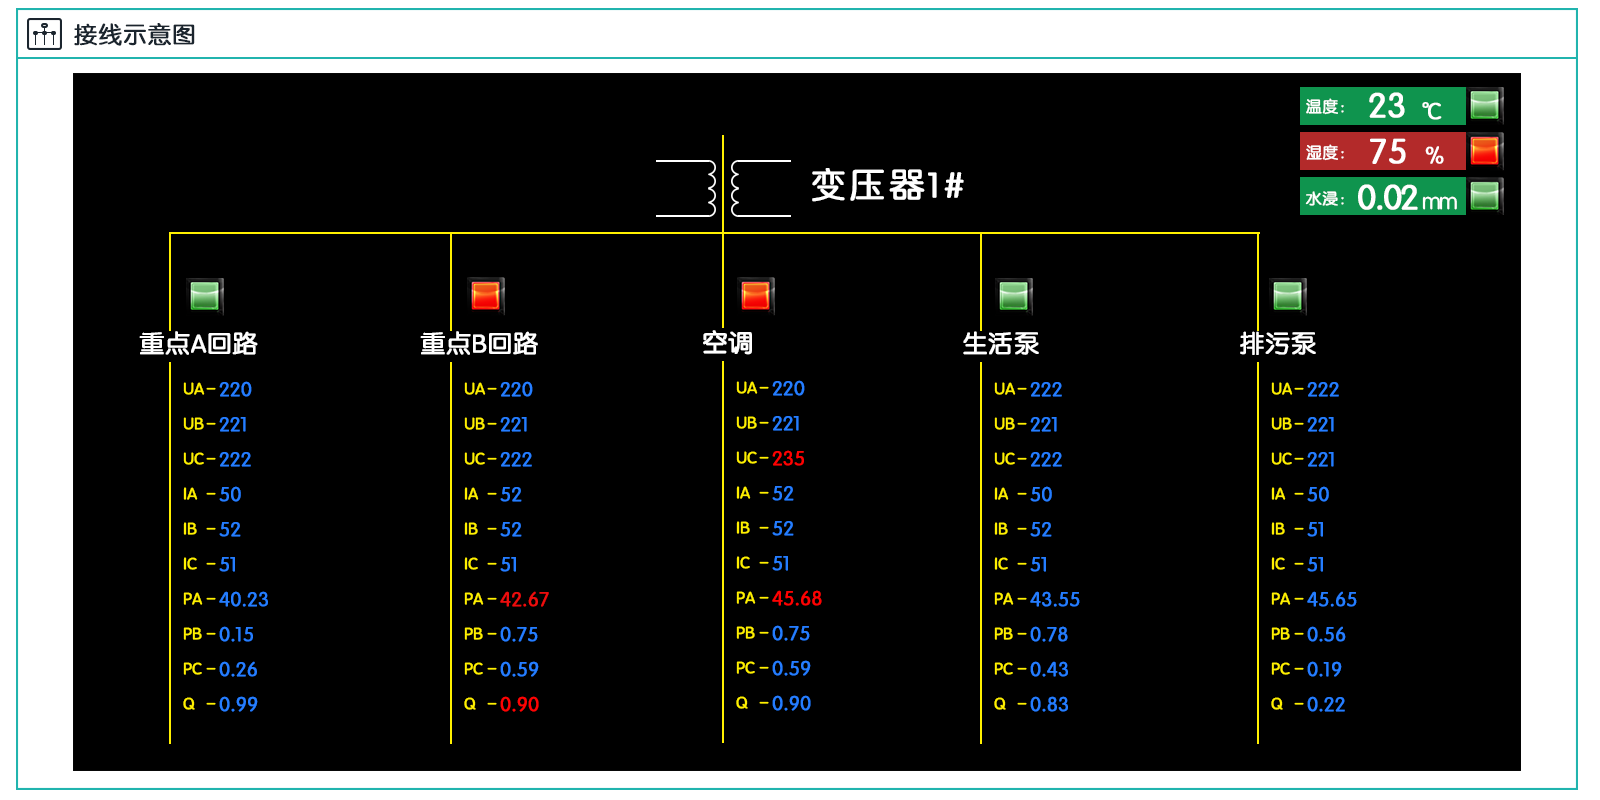 接线示意图
温度: 23 ℃
湿度: 75 %
水浸: 0.02mm
变压器1#
重点A回路
UA-220
UB-221
UC-222
IA -50
IB -52
IC -51
PA-40.23
PB-0.15
PC-0.26
Q -0.99
重点B回路
UA-220
UB-221
UC-222
IA -52
IB -52
IC -51
PA-42.67
PB-0.75
PC-0.59
Q -0.90
空调
UA-220
UB-221
UC-235
IA -52
IB -52
IC -51
PA-45.68
PB-0.75
PC-0.59
Q -0.90
生活泵
UA-222
UB-221
UC-222
IA -50
IB -52
IC -51
PA-43.55
PB-0.78
PC-0.43
Q -0.83
排污泵
UA-222
UB-221
UC-221
IA -50
IB -51
IC -51
PA-45.65
PB-0.56
PC-0.19
Q -0.22